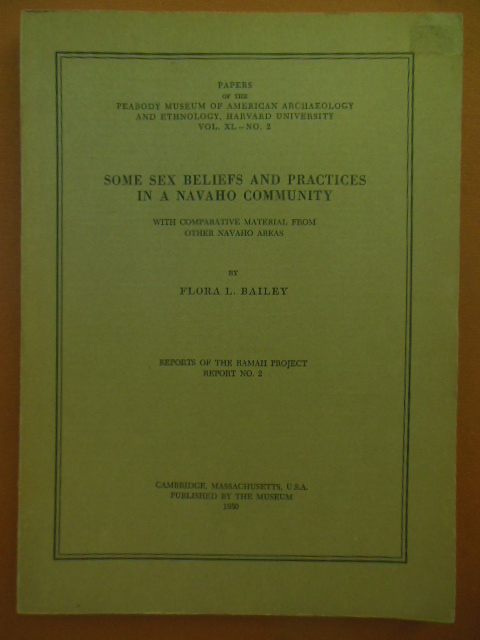 PAPERS
OF THE
PEABODY MUSEUM OF AMERICAN ARCHAEOLOGY
AND ETHNOLOGY, HARVARD UNIVERSITY
VOL. XL—NO. 2
SOME SEX BELIEFS AND PRACTICES
IN A NAVAHO COMMUNITY
WITH COMPARATIVE MATERIAL FROM
OTHER NAVAHO AREAS
BY
FLORA L. BAILEY
REPORTS OF THE RAMAH PROJECT
REPORT NO. 2
CAMBRIDGE, MASSACHUSETTS, U.S.A.
PUBLISHED BY THE MUSEUM
1950